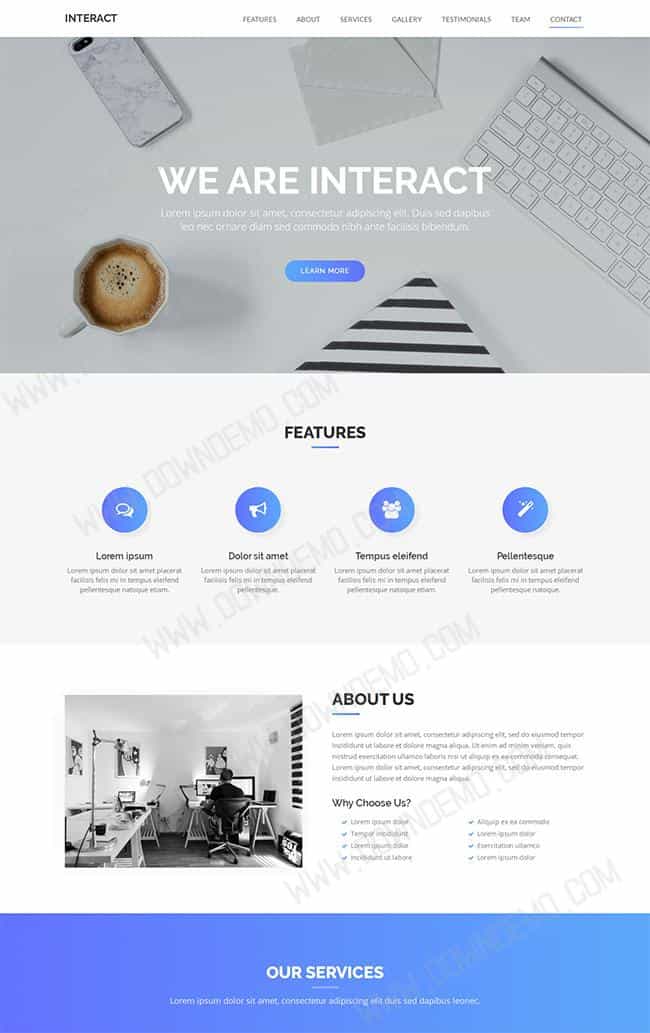 INTERACT
FEATURES ABOUT SERVICES GALLERY TESTIMONIALS TEAM CONTACT
WE ARE INTERACT
Lorem ipsum dolor sit amet, consectetur adipiscing elit. Duis sed dapibus
leo nec ornare diam sed commodo nibh ante facilisis bibendum.
LEARN MORE
FEATURES
Lorem ipsum
Lorem ipsum dolor sit amet placerat
facilisis felis mi in tempus eleifend
pellentesque natoque etiam.
Dolor sit amet
Lorem ipsum dolor sit amet placerat
facilisis felis mi in tempus eleifend
pellentesque natoque.
Tempus eleifend
Lorem ipsum dolor sit amet placerat
facilisis felis mi in tempus eleifend
pellentesque natoque etiam.
Pellentesque
Lorem ipsum dolor sit amet placerat
facilisis felis mi in tempus eleifend
pellentesque natoque.
ABOUT US
Lorem ipsum dolor sit amet, consectetur adipiscing elit, sed do eiusmod tempor
incididunt ut labore et dolore magna aliqua. Ut enim ad minim veniam, quis
nostrud exercitation ullamco laboris nisi ut aliquip ex ea commodo consequat.
Lorem ipsum dolor sit amet, consectetur adipiscing elit, sed do eiusmod tempor
incididunt ut labore et dolore magna aliqua.
Why Choose Us?
Lorem ipsum dolor
Tempor incididunt
Lorem ipsum dolor
Incididunt ut labore
Aliquip ex ea commodo
Lorem ipsum dolor
Exercitation ullamco
Lorem ipsum dolor
OUR SERVICES
Lorem ipsum dolor sit amet, consectetur adipiscing elit sed dapibus leonec.
WWW.DOWNDEMO.COM
WWW.DOWNDEMO.COM
WWW.DOWNDEMO.COM